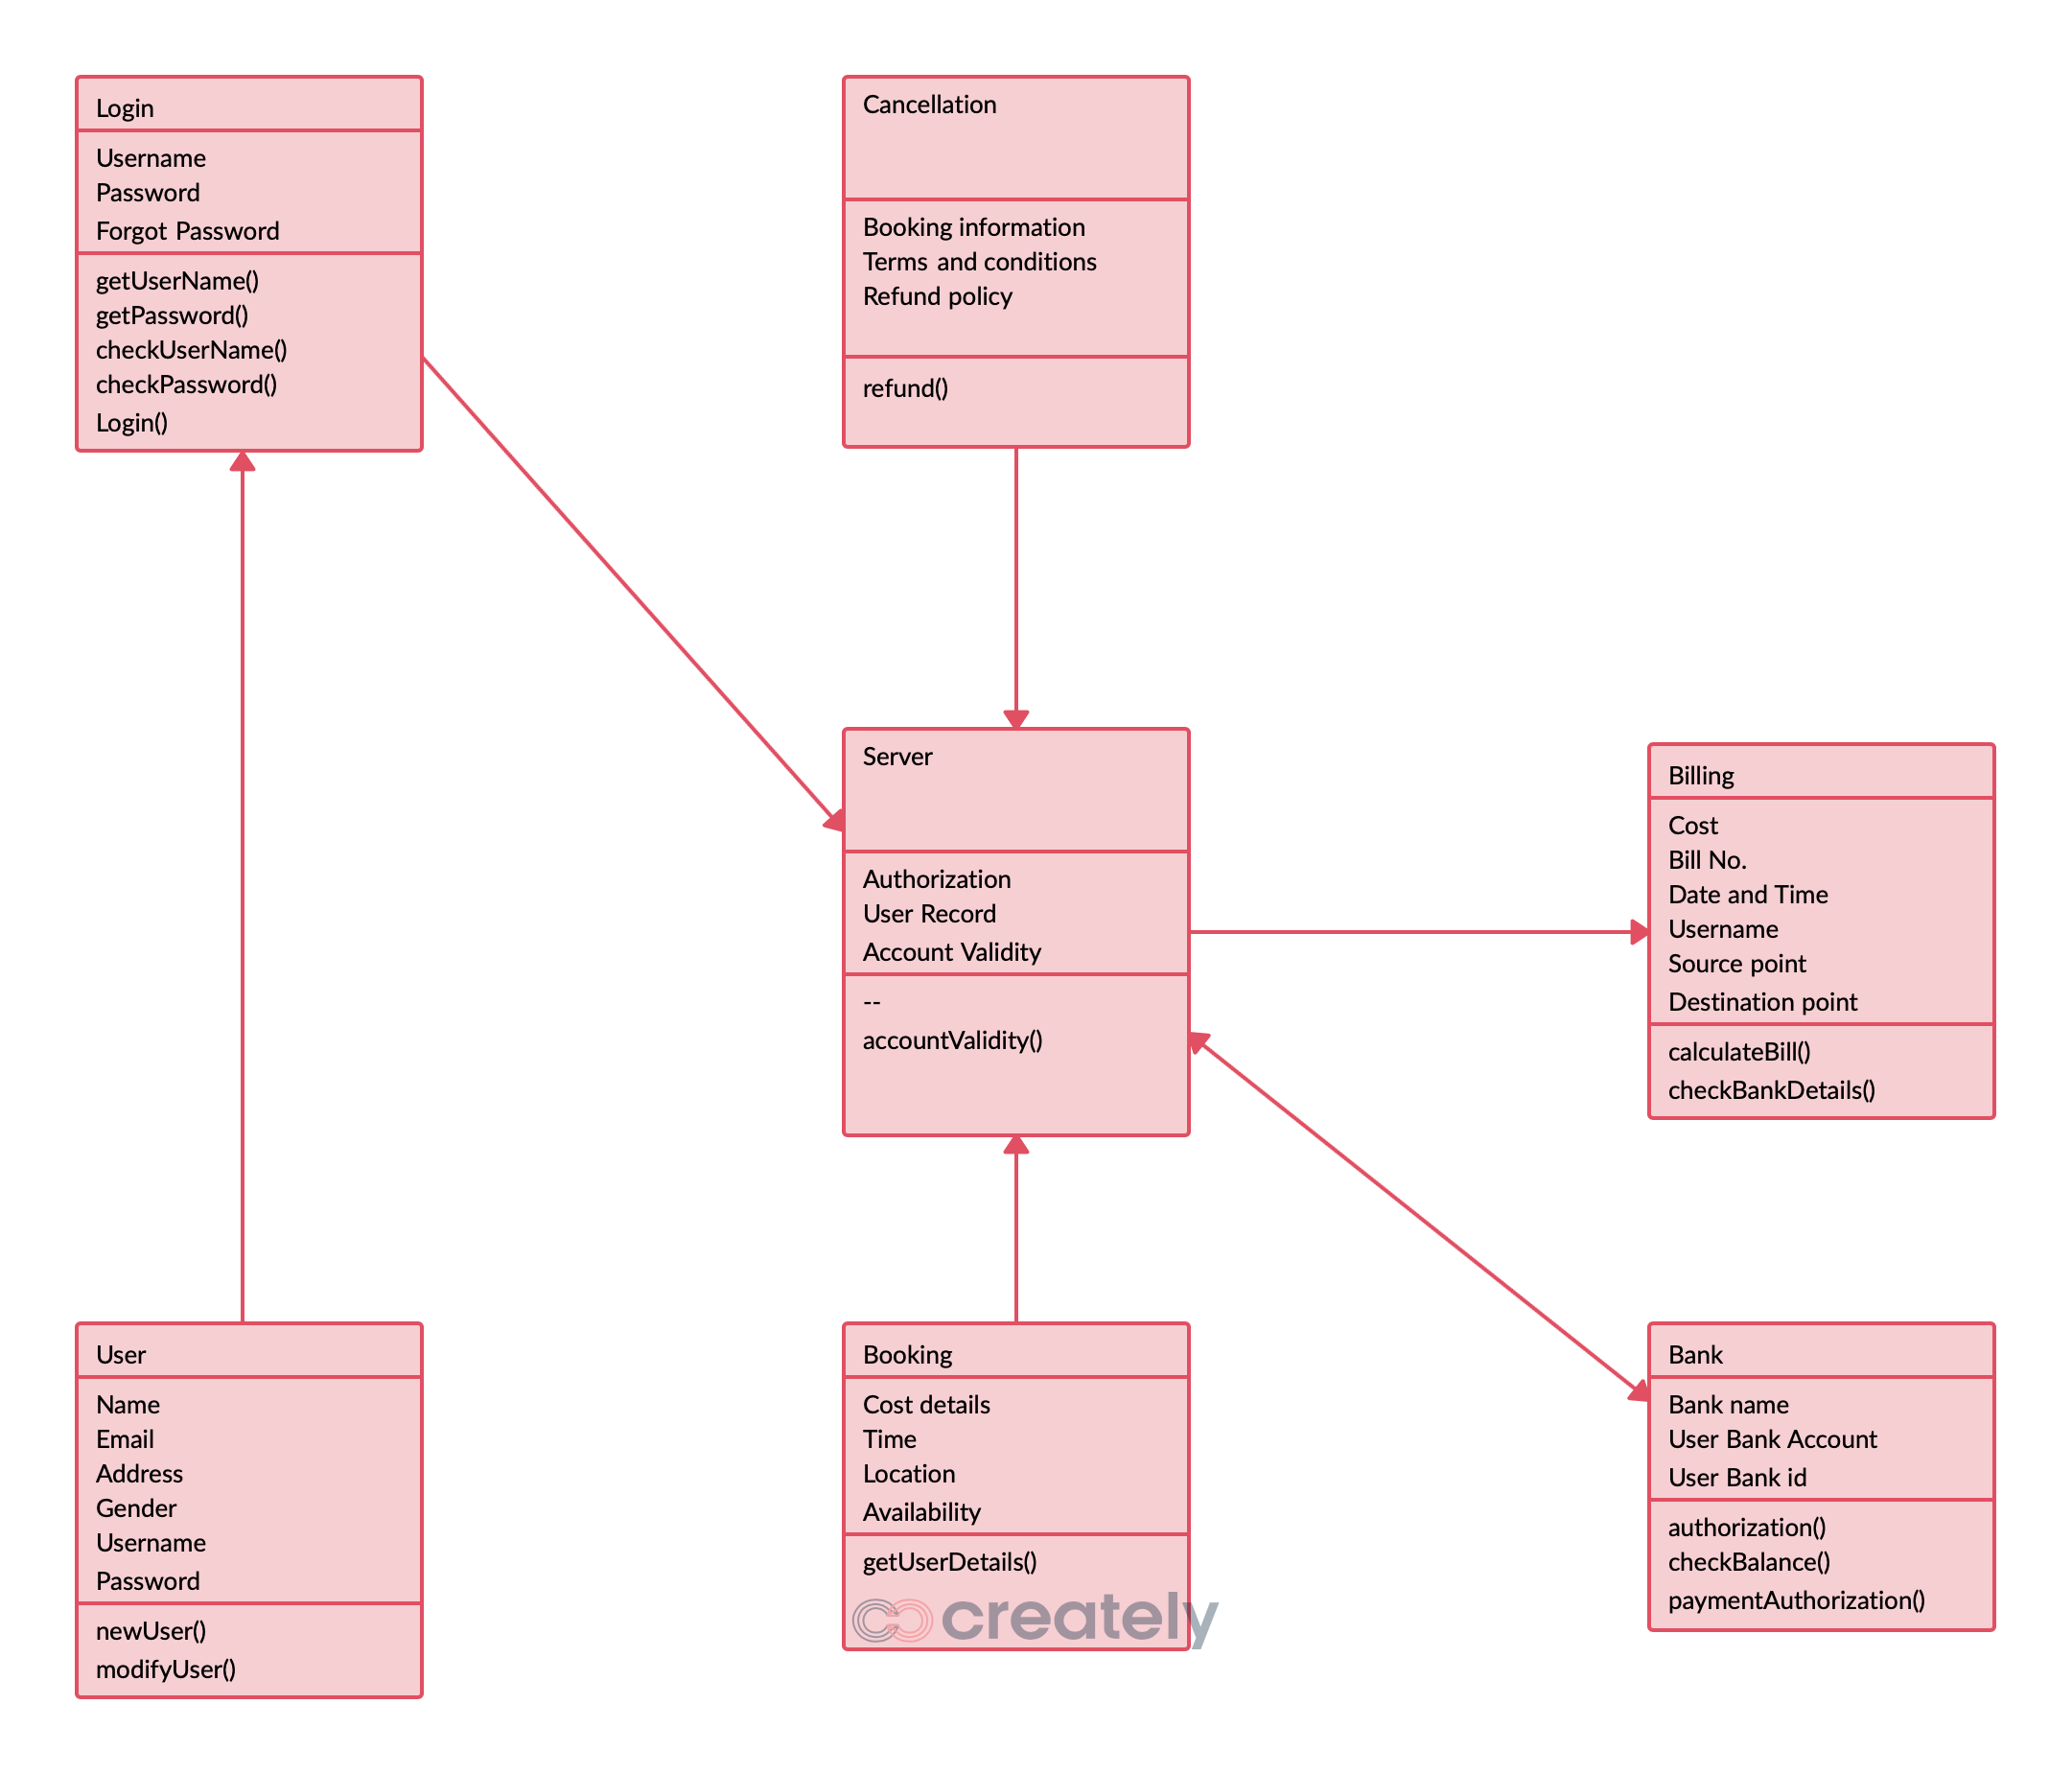 Login
Username
Password
Forgot Password
getUserName()
getPassword()
checkUserName()
checkPassword()
Login()
Cancellation
Booking information
Terms and conditions
Refund policy
refund()
Server
Authorization
User Record
Account Validity
--
accountValidity()
Billing
Cost
Bill No.
Date and Time
Username
Source point
Destination point
calculateBill()
checkBankDetails()
User
Name
Email
Address
Gender
Username
Password
newUser()
modifyUser()
Booking
Cost details
Time
Location
Availability
getUserDetails()
creately
Bank
Bank name
User Bank Account
User Bank id
authorization()
checkBalance()
paymentAuthorization()